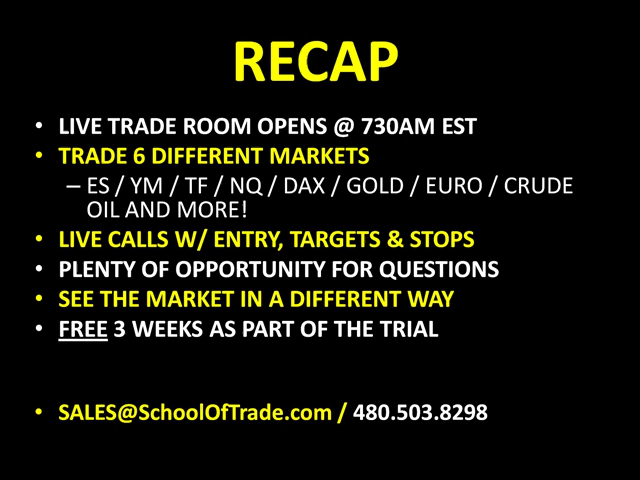 RECAP
• LIVE TRADE ROOM OPENS @ 730AM EST
• TRADE 6 DIFFERENT MARKETS
– ES / YM / TF / NQ / DAX / GOLD / EURO / CRUDE
OIL AND MORE!
• LIVE CALLS W/ ENTRY, TARGETS & STOPS
• PLENTY OF OPPORTUNITY FOR QUESTIONS
• SEE THE MARKET IN A DIFFERENT WAY
• FREE 3 WEEKS AS PART OF THE TRIAL
• SALES@SchoolOfTrade.com / 480.503.8298